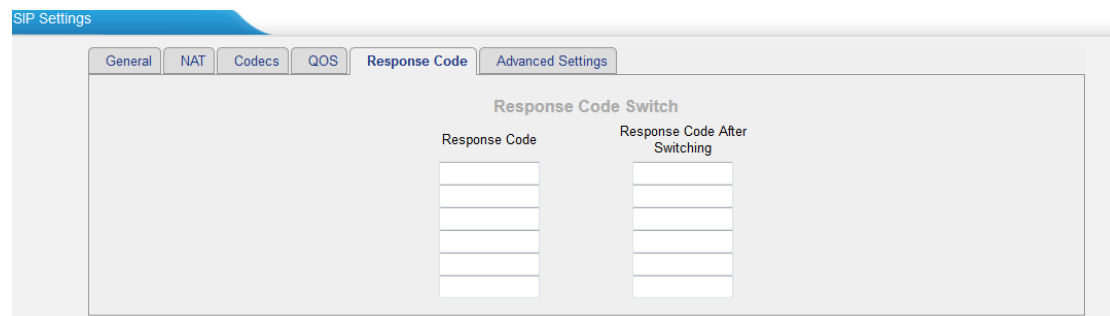 SIP Settings
General NAT Codecs QOS Response Code Advanced Settings
Response Code Switch
Response Code
Response Code After
Switching